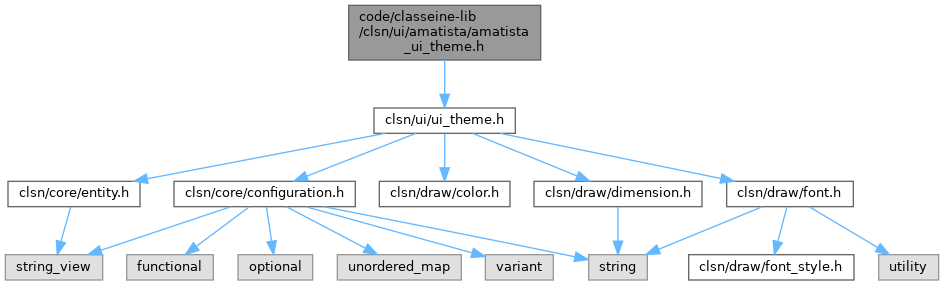 code/classeine-lib
/clsn/ui/amatista/amatista
_ui_theme.h
clsn/ui/ui_theme.h
clsn/core/entity.h
clsn/core/configuration.h
clsn/draw/color.h
clsn/draw/dimension.h
clsn/draw/font.h
string_view
functional
optional
unordered_map
variant
string
clsn/draw/font_style.h
utility